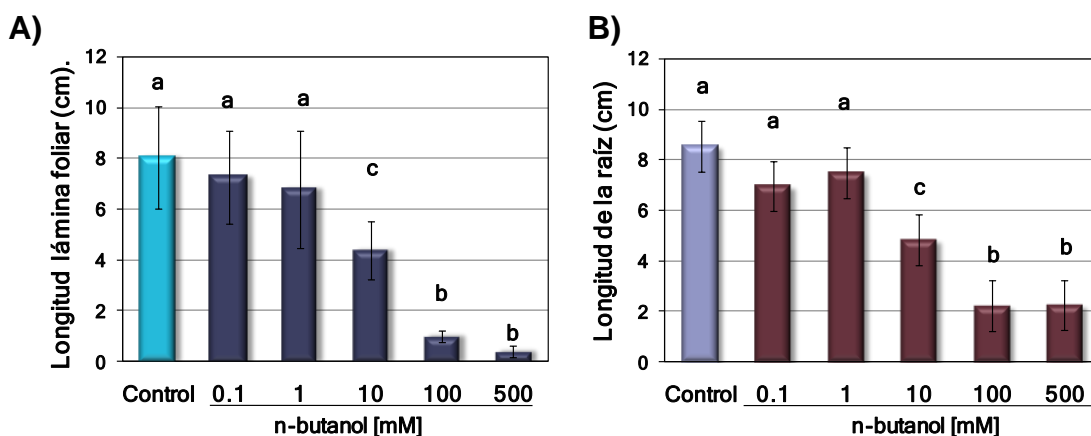 A)
Longitud lámina foliar (cm).
12
10
8
6
4
2
0
a
a
a
c
b
b
Control 0.1 1 10 100 500
n-butanol [mM]
B)
Longitud de la raíz (cm)
12
10
8
6
4
2
0
a
a
a
c
b
b
Control 0.1 1 10 100 500
n-butanol [mM]